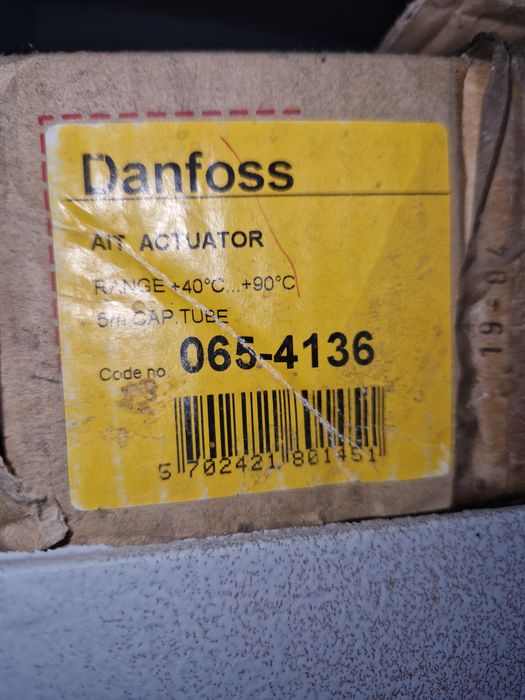 Danfoss
AIT ACTUATOR
RANGE +40°C...+90°C
5m CAP.TUBE
Code no. 065-4136
5 702421 801451
19-04